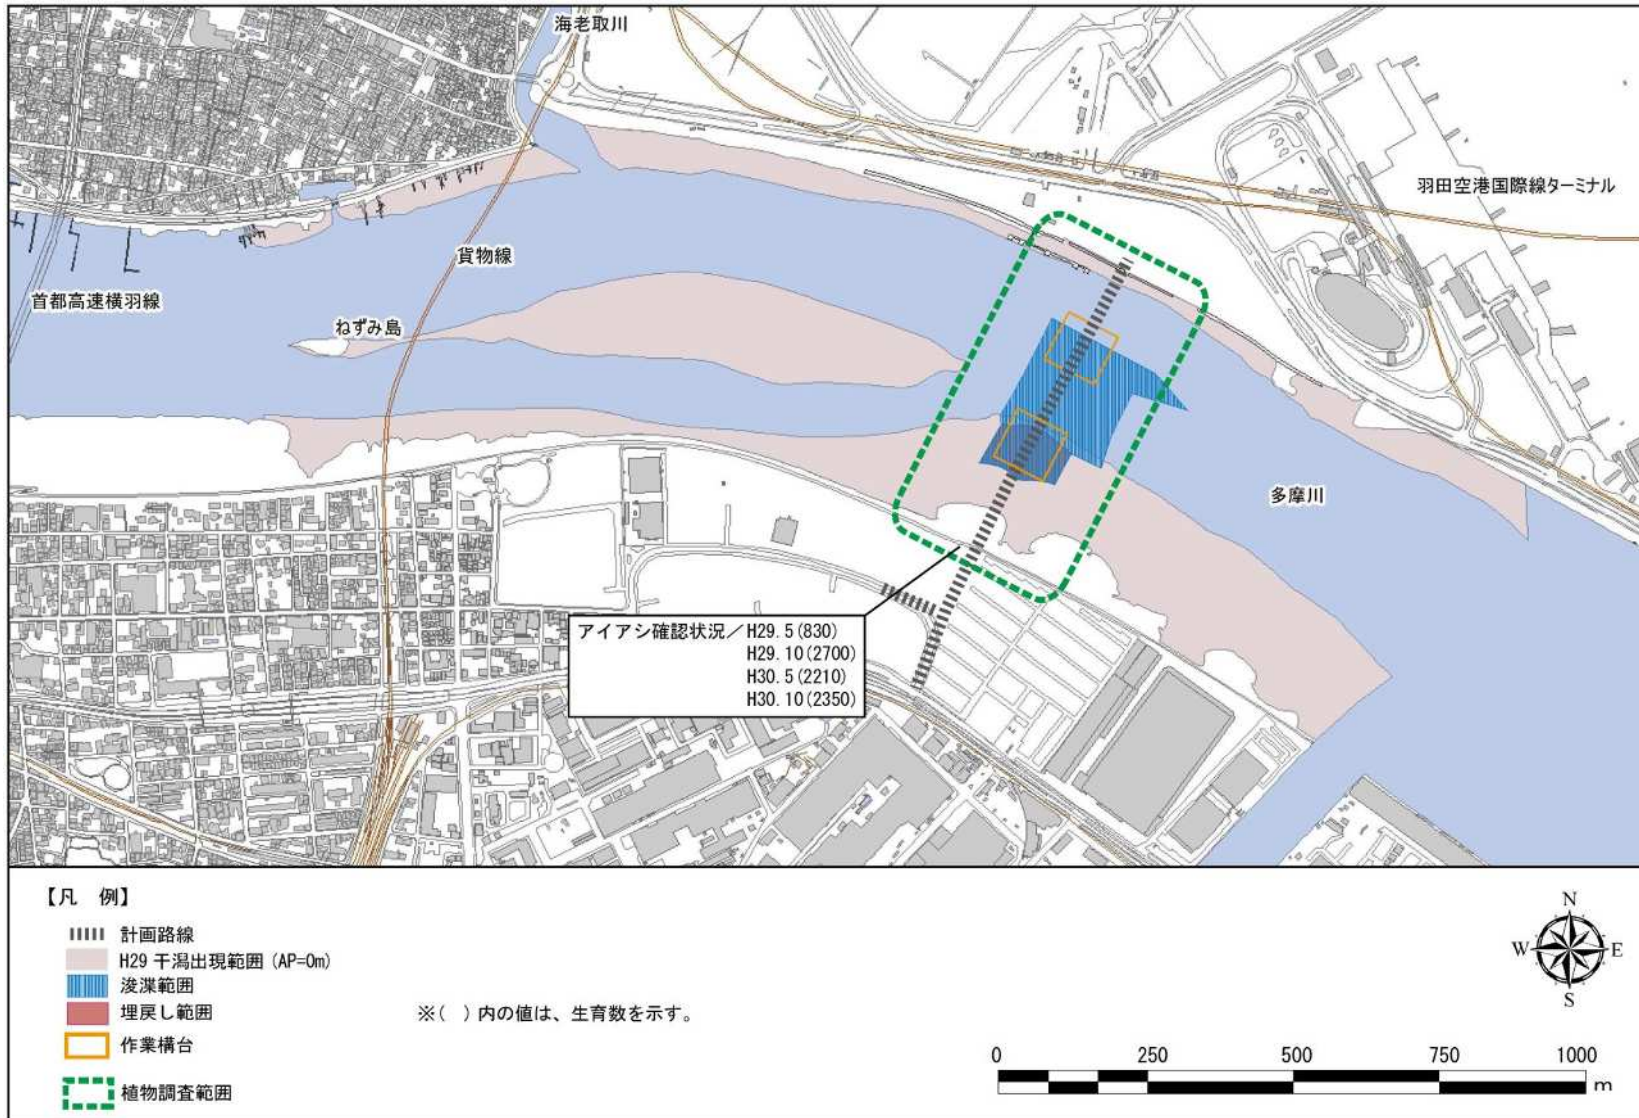 海老取川
羽田空港国際線ターミナル
貨物線
首都高速横羽線
ねずみ島
多摩川
アイアシ確認状況／H29.5(830)
H29.10(2700)
H30.5(2210)
H30.10(2350)
【凡　例】
計画路線
H29 干潟出現範囲 (AP=0m)
浚渫範囲
埋戻し範囲
※(　) 内の値は、生育数を示す。
作業構台
植物調査範囲
N
W E
S
0 250 500 750 1000
m